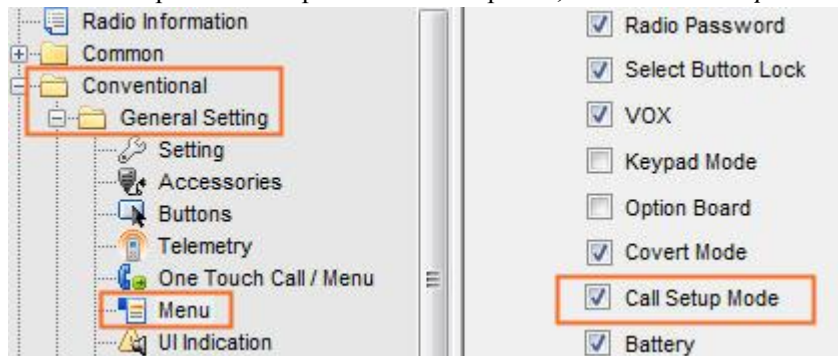 Radio Information
Common
Conventional
General Setting
Setting
Accessories
Buttons
Telemetry
One Touch Call / Menu
Menu
UI Indication
Radio Password
Select Button Lock
VOX
Keypad Mode
Option Board
Covert Mode
Call Setup Mode
Battery